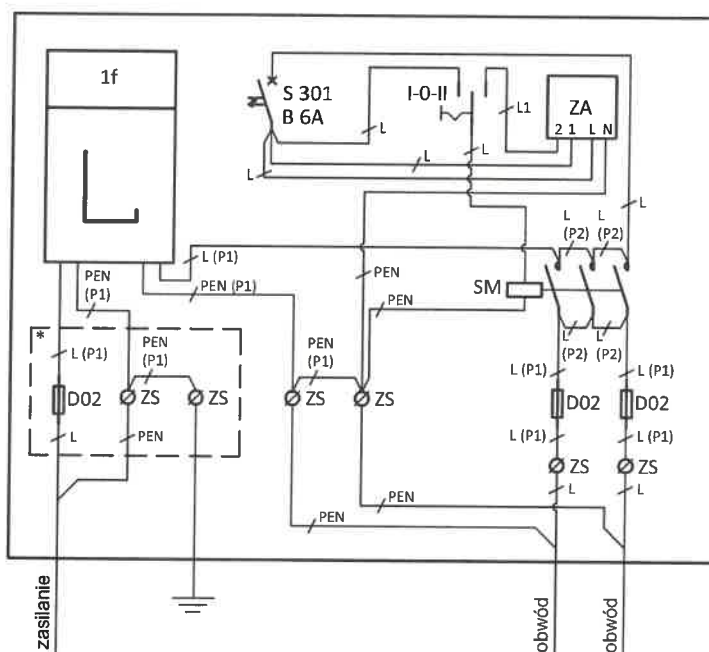 1f
S 301
B 6A
I-0-II
L1
ZA
2 1 L N
L
L
L
L
L
L (P1)
PEN
(P1)
PEN (P1)
PEN
PEN
SM
L
(P2)
L
(P2)
L
(P2)
L
(P2)
*
L (P1)
PEN
(P1)
D02
ZS
ZS
L
PEN
PEN
(P1)
ZS
ZS
L (P1)
L (P1)
D02
D02
L (P1)
L (P1)
ZS
ZS
L
L
PEN
PEN
zasilanie
obwód
obwód